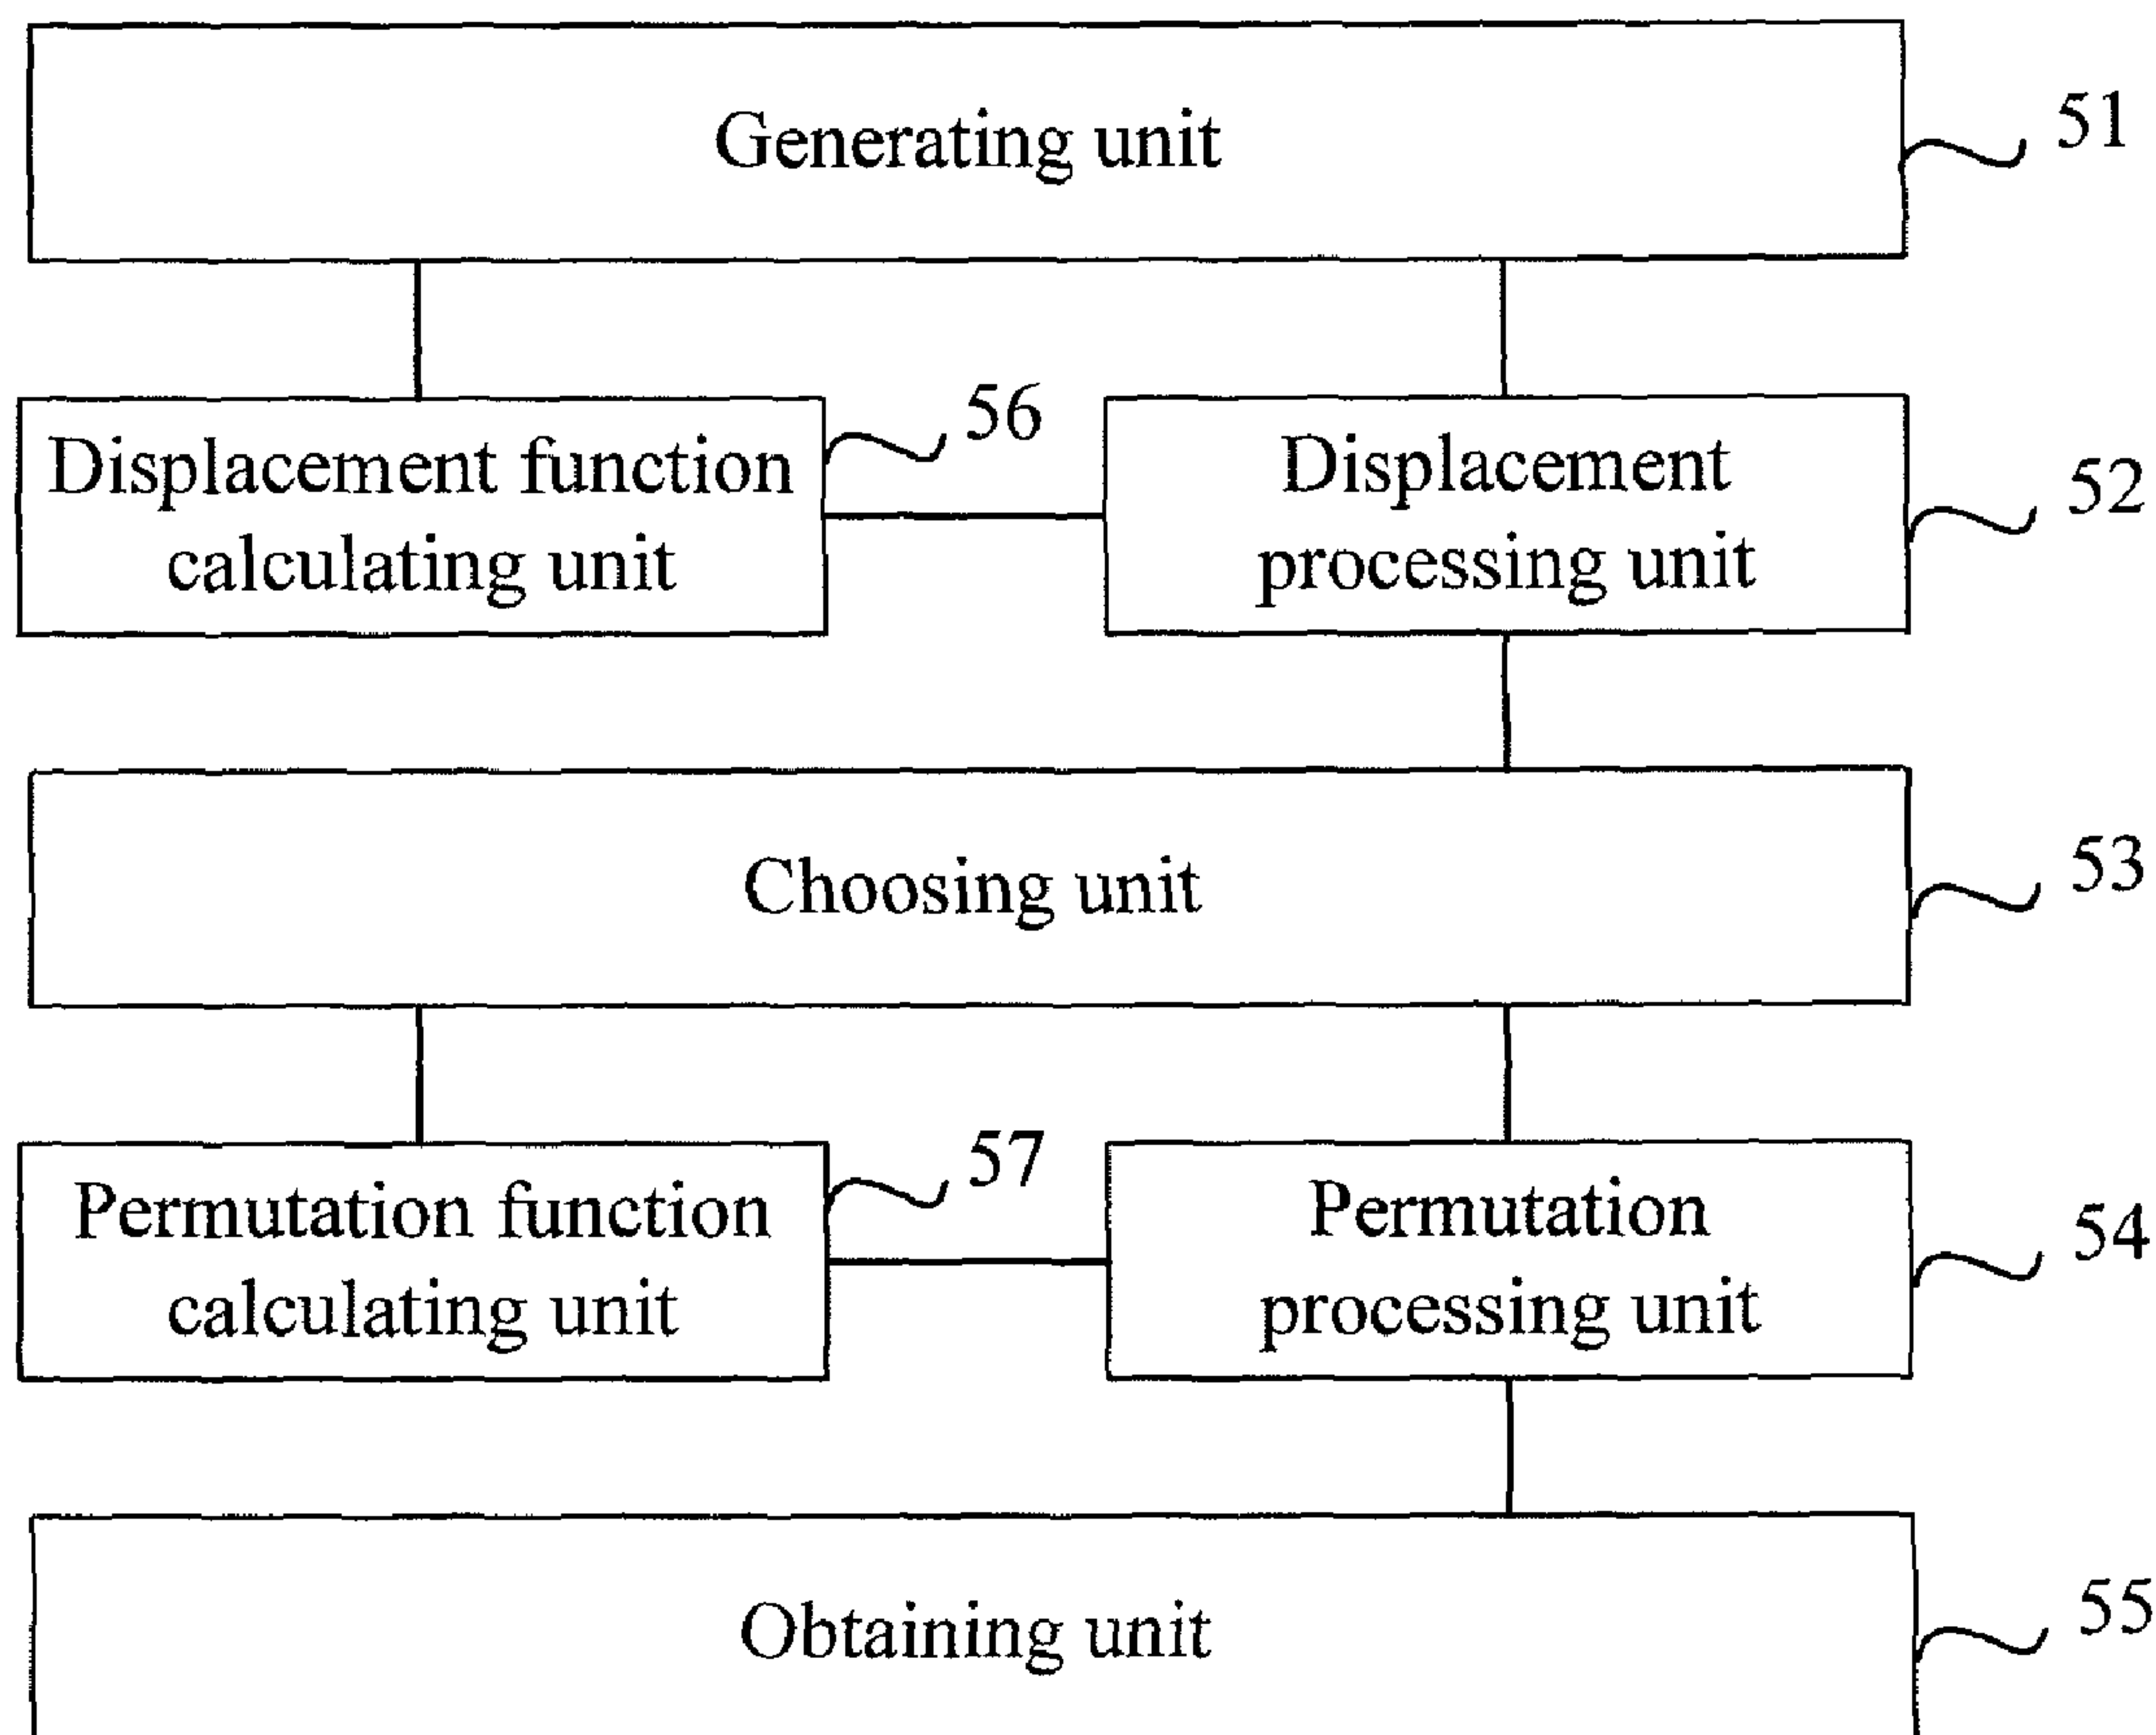 Generating unit
51
Displacement function
calculating unit
56
Displacement
processing unit
52
Choosing unit
53
Permutation function
calculating unit
57
Permutation
processing unit
54
Obtaining unit
55